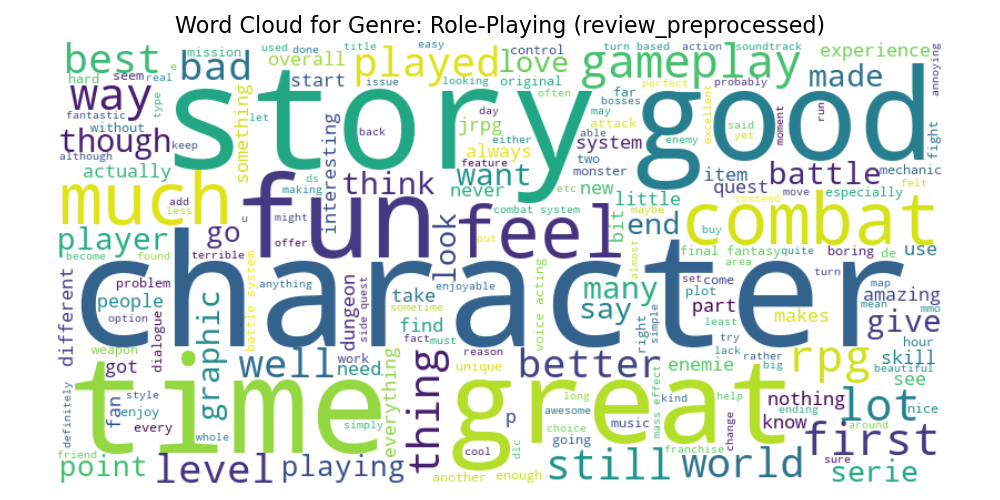 Word Cloud for Genre: Role-Playing (review_preprocessed)
best hard seem real mission used done title easy control turn based action soundtrack experience
bad overall start issue looking original played love gameplay made annoying
way fantastic type e let story often far bosses perfect probably good
though without keep something day back jrpg may able attack enemy said yet excellent moment run fight
although actually interesting always either system two monster item battle mechanic
much add less ds making think feature want never etc new little quest move especially
fun feel instead felt
player go u might offer look combat system put bit end maybe buy combat
become found terrible anything enjoyable final fantasy quite boring de use
character
different people problem option dialogue battle system dungeon side quest take sometime find fact must voice acting many say right simple almost area set come plot part least turn map mean mmo amazing give
weapon got graphic well need work reason unique better enemie try lack rather big makes rpg hour skill beautiful see
time great
definitely fan style enjoy every whole simply everything thing cool p awesome long choice going music dlc kind mass effect help franchise change nothing know ending around lot nice
friend point level playing another enough still world sure first serie